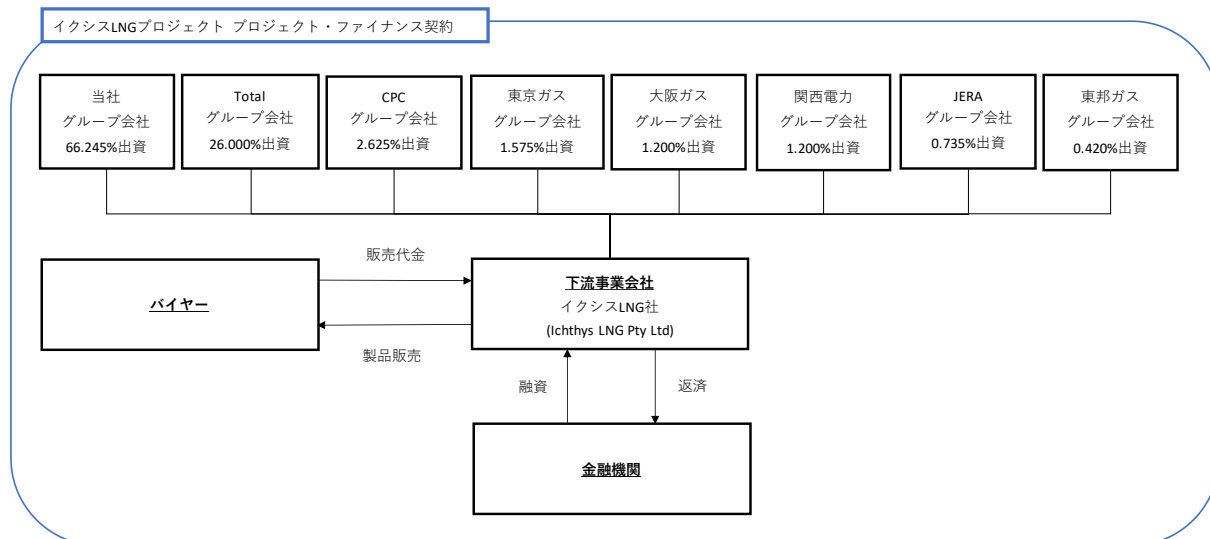 イクシスLNGプロジェクト プロジェクト・ファイナンス契約
当社
グループ会社
66.245%出資
Total
グループ会社
26.000%出資
CPC
グループ会社
2.625%出資
東京ガス
グループ会社
1.575%出資
大阪ガス
グループ会社
1.200%出資
関西電力
グループ会社
1.200%出資
JERA
グループ会社
0.735%出資
東邦ガス
グループ会社
0.420%出資
バイヤー
販売代金
製品販売
下流事業会社
イクシスLNG社
(Ichthys LNG Pty Ltd)
融資
返済
金融機関